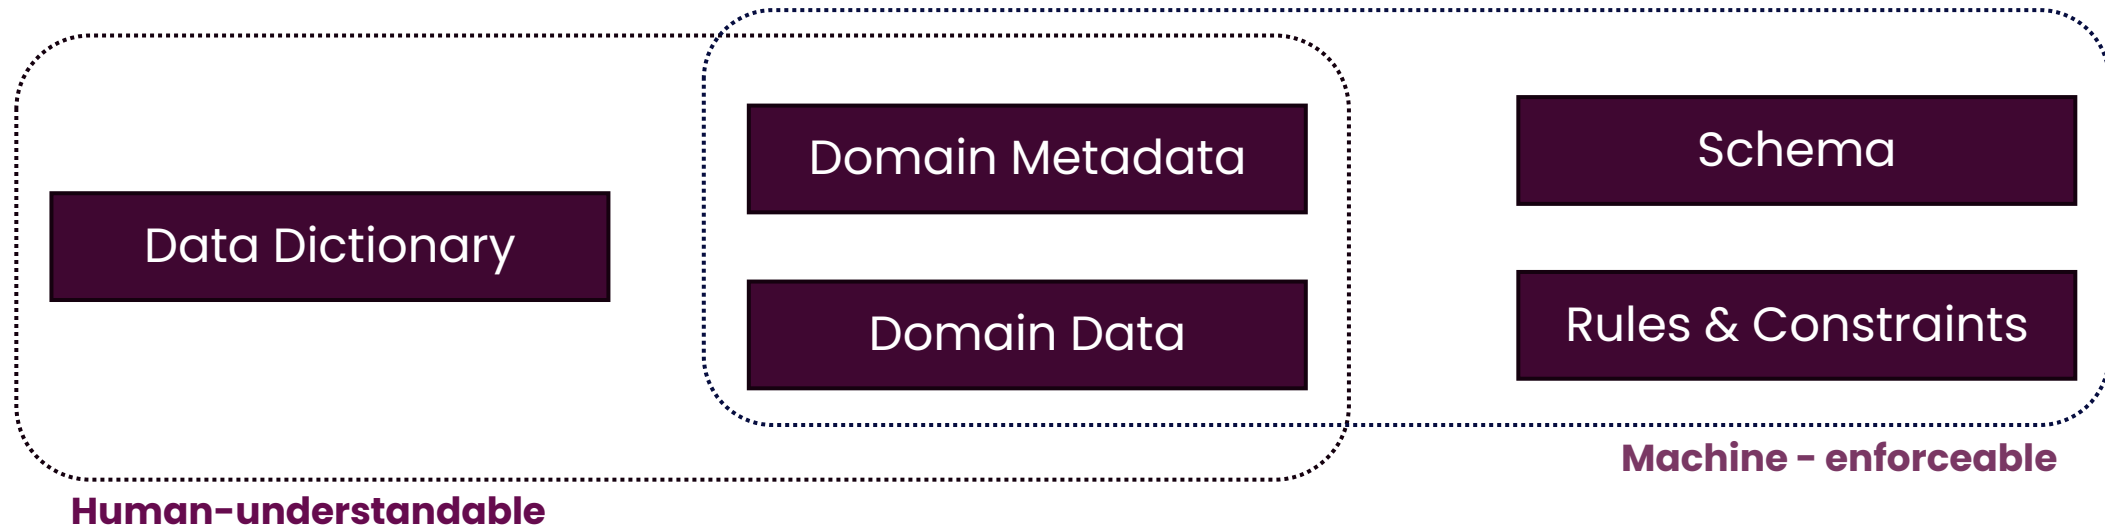 Data Dictionary
Domain Metadata
Domain Data
Schema
Rules & Constraints
Machine - enforceable
Human-understandable